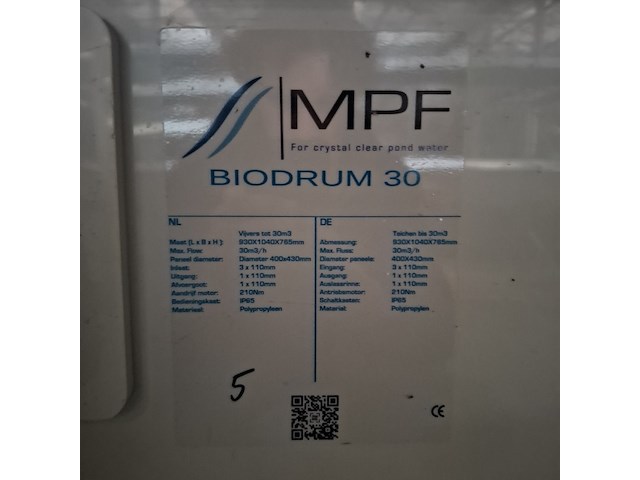 MPF
For crystal clear pond water
BIODRUM 30
NL
Vijvers tot 30m3
Maat (L x B x H ): 930X1040X765mm
Max. Flow: 30m3/h
Paneel diameter: Diameter 400x430mm
Inlaat: 3 x 110mm
Uitgang: 1 x 110mm
Afvoergoot: 1 x 110mm
Aandrijf motor: 210Nm
Bedieningskast: IP65
Materiaal: Polypropyleen
DE
Teichen bis 30m3
Abmessung: 930X1040X765mm
Max. Fluss: 30m3/h
Diameter paneele: 400X430mm
Eingang: 3 x 110mm
Ausgang: 1 x 110mm
1 x 110mm
Antriebsmotor: 210Nm
Schaltkasten: IP65
Material: Polypropylen
5
CE